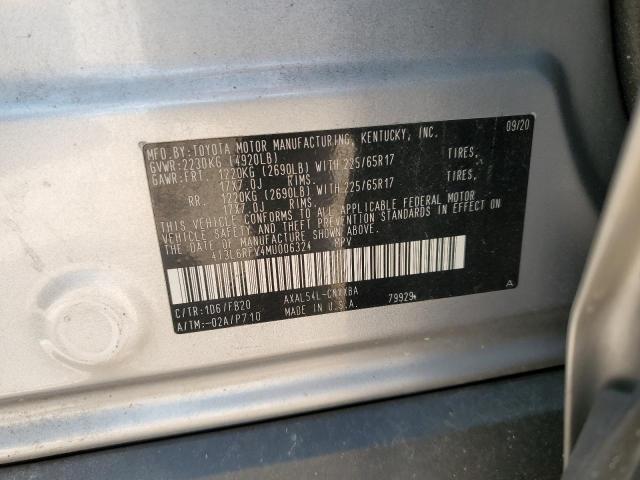 MFD.BY:TOYOTA MOTOR MANUFACTURING, KENTUCKY, INC. 09/20
GVWR:2230KG (4920LB)
GAWR:FRT. 1220KG (2690LB) WITH 225/65R17 TIRES.
17X7.0J RIMS.
RR. 1220KG (2690LB) WITH 225/65R17 TIRES.
17X7.0J RIMS.
THIS VEHICLE CONFORMS TO ALL APPLICABLE FEDERAL MOTOR
VEHICLE SAFETY AND THEFT PREVENTION STANDARDS IN EFFECT ON
DATE OF MANUFACTURE SHOWN ABOVE.
4T3L6RFV4MU006324 MPV
C/TR:1D6/FB20 AXAL54L-CNXXBA 79929
A/TM:-02A/P710 MADE IN U.S.A. A